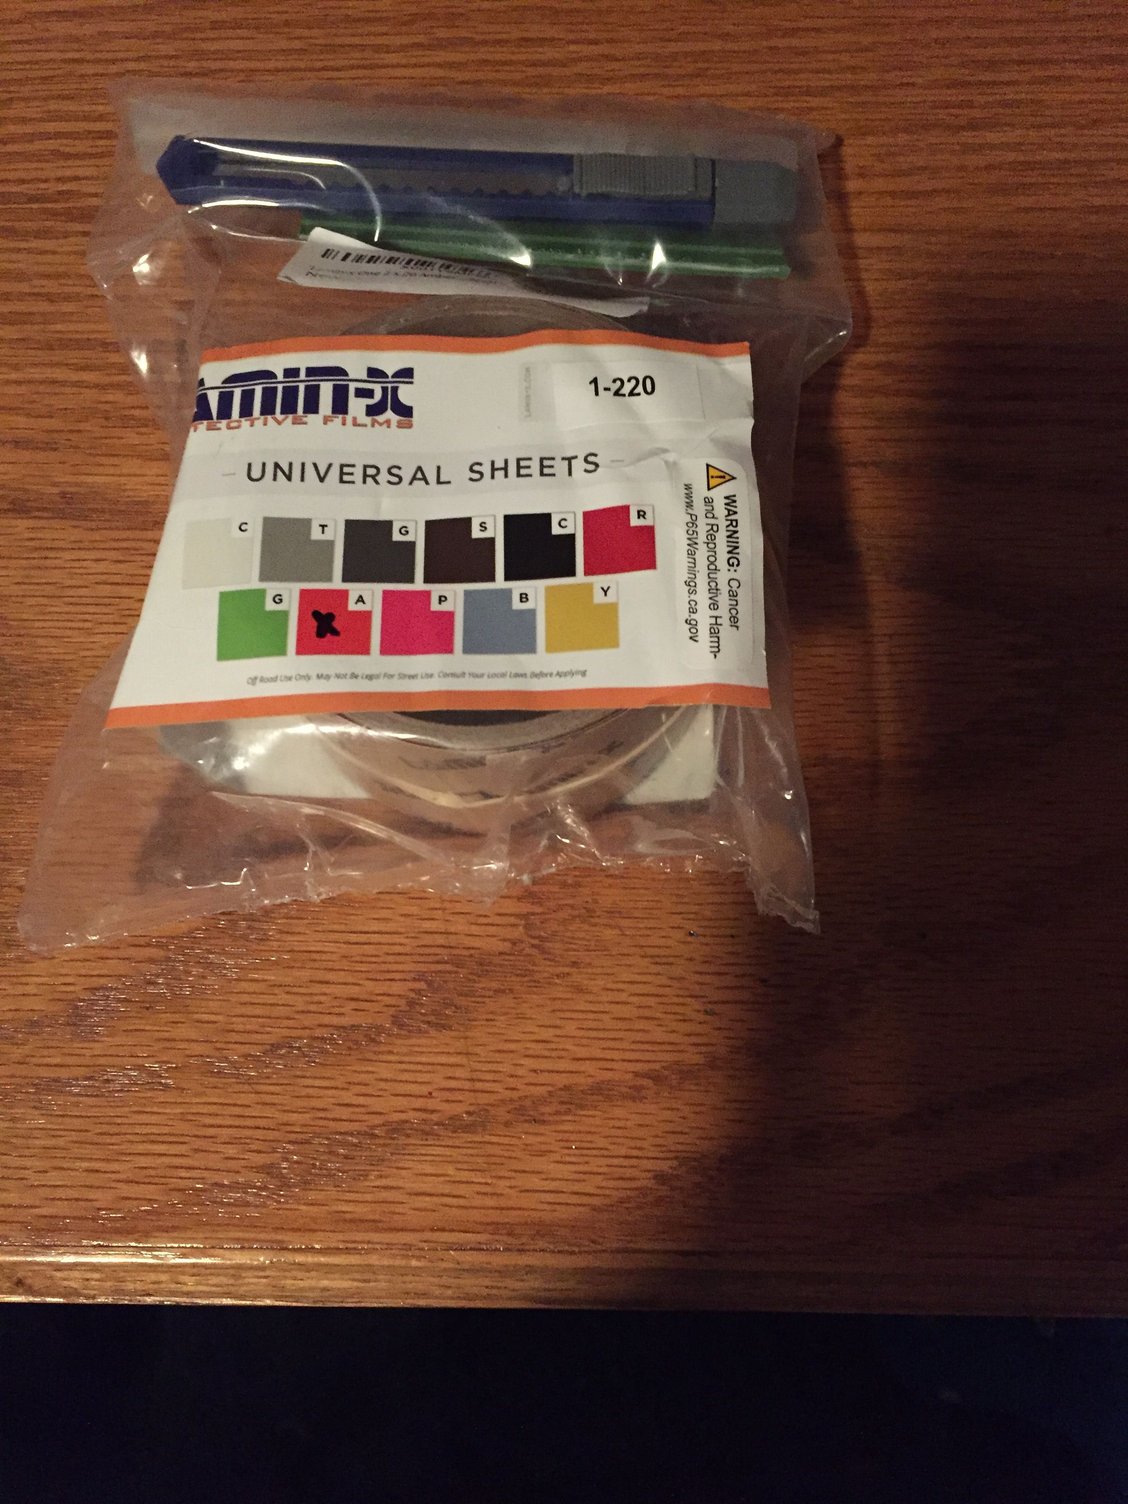 AMIN-X
TECTIVE FILMS
1-220
UNIVERSAL SHEETS
C T G S C R
G A P B Y
Off Road Use Only. May Not Be Legal For Street Use. Consult Your Local Laws Before Applying
WARNING: Cancer
and Reproductive Harm-
www.P65Warnings.ca.gov